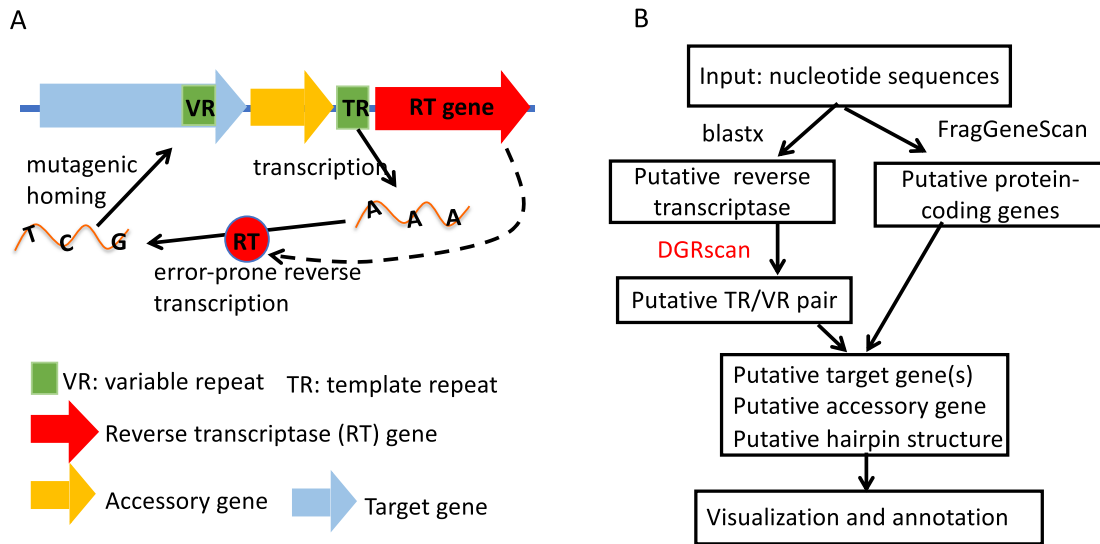 A
VR
TR
RT gene
mutagenic
homing
transcription
T C G
RT
A A A
error-prone reverse
transcription
VR: variable repeat
TR: template repeat
Reverse transcriptase (RT) gene
Accessory gene
Target gene
B
Input: nucleotide sequences
blastx
FragGeneScan
Putative reverse
transcriptase
Putative protein-
coding genes
DGRscan
Putative TR/VR pair
Putative target gene(s)
Putative accessory gene
Putative hairpin structure
Visualization and annotation